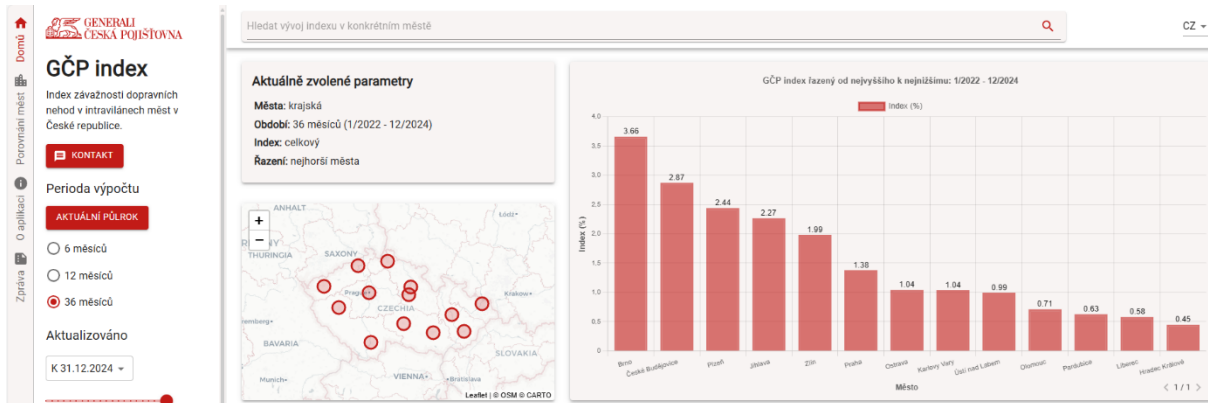 Domů
Porovnání měst
O aplikaci
Zpráva
GENERALI
ČESKÁ POJIŠŤOVNA
GČP index
Index závažnosti dopravních
nehod v intravilánech měst v
České republice.
KONTAKT
Perioda výpočtu
AKTUÁLNÍ PŮLROK
6 měsíců
12 měsíců
36 měsíců
Aktualizováno
K 31.12.2024
Hledat vývoj indexu v konkrétním městě
CZ
Aktuálně zvolené parametry
Města: krajská
Období: 36 měsíců (1/2022 - 12/2024)
Index: celkový
Řazení: nejhorší města
+
−
ANHALT
Łódź
THURINGIA
SAXONY
Prague
Krakow
CZECHIA
BAVARIA
SLOVAKIA
Munich
VIENNA
Bratislava
Leaflet | © OSM © CARTO
GČP index řazený od nejvyššího k nejnižšímu: 1/2022 - 12/2024
Index (%)
4.0
3.5
3.0
2.5
2.0
1.5
1.0
0.5
0
Index (%)
3.66
2.87
2.44
2.27
1.99
1.38
1.04
1.04
0.99
0.71
0.63
0.58
0.45
Brno
České Budějovice
Plzeň
Jihlava
Zlín
Praha
Ostrava
Karlovy Vary
Ústí nad Labem
Olomouc
Pardubice
Liberec
Hradec Králové
Město
< 1 / 1 >